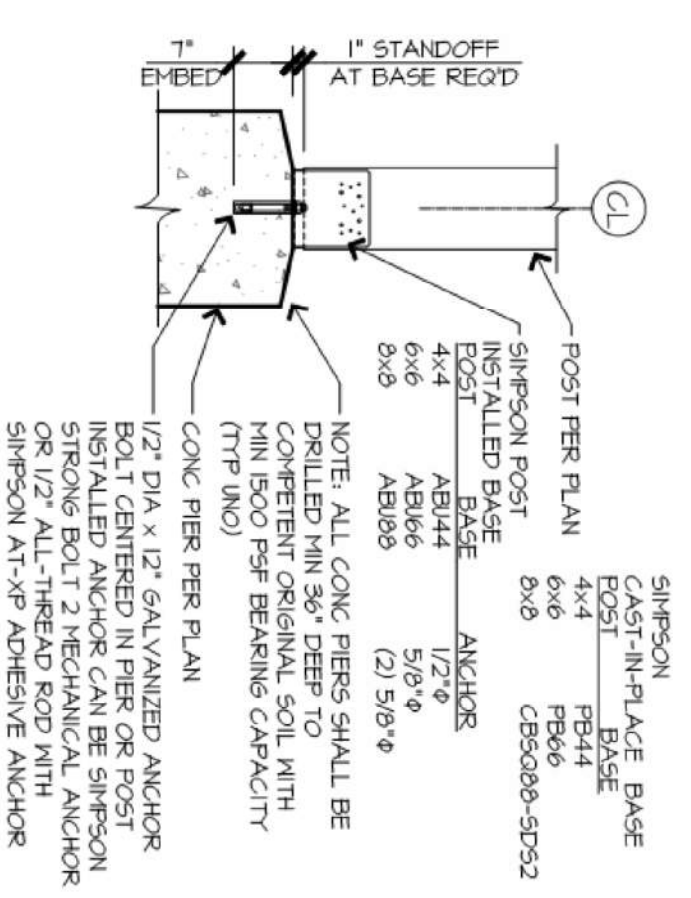 CL
POST PER PLAN
SIMPSON
CAST-IN-PLACE BASE
POST BASE
4x4 PB44
6x6 PB66
8x8 CBSQ88-SDS2
SIMPSON POST
INSTALLED BASE
POST BASE ANCHOR
4x4 ABU44 1/2"Φ
6x6 ABU66 5/8"Φ
8x8 ABU88 (2) 5/8"Φ
1" STANDOFF
AT BASE REQ'D
7"
EMBED
NOTE: ALL CONC PIERS SHALL BE
DRILLED MIN 36" DEEP TO
COMPETENT ORIGINAL SOIL WITH
MIN 1500 PSF BEARING CAPACITY
(TYP UNO)
CONC PIER PER PLAN
1/2" DIA x 12" GALVANIZED ANCHOR
BOLT CENTERED IN PIER OR POST
INSTALLED ANCHOR CAN BE SIMPSON
STRONG BOLT 2 MECHANICAL ANCHOR
OR 1/2" ALL-THREAD ROD WITH
SIMPSON AT-XP ADHESIVE ANCHOR